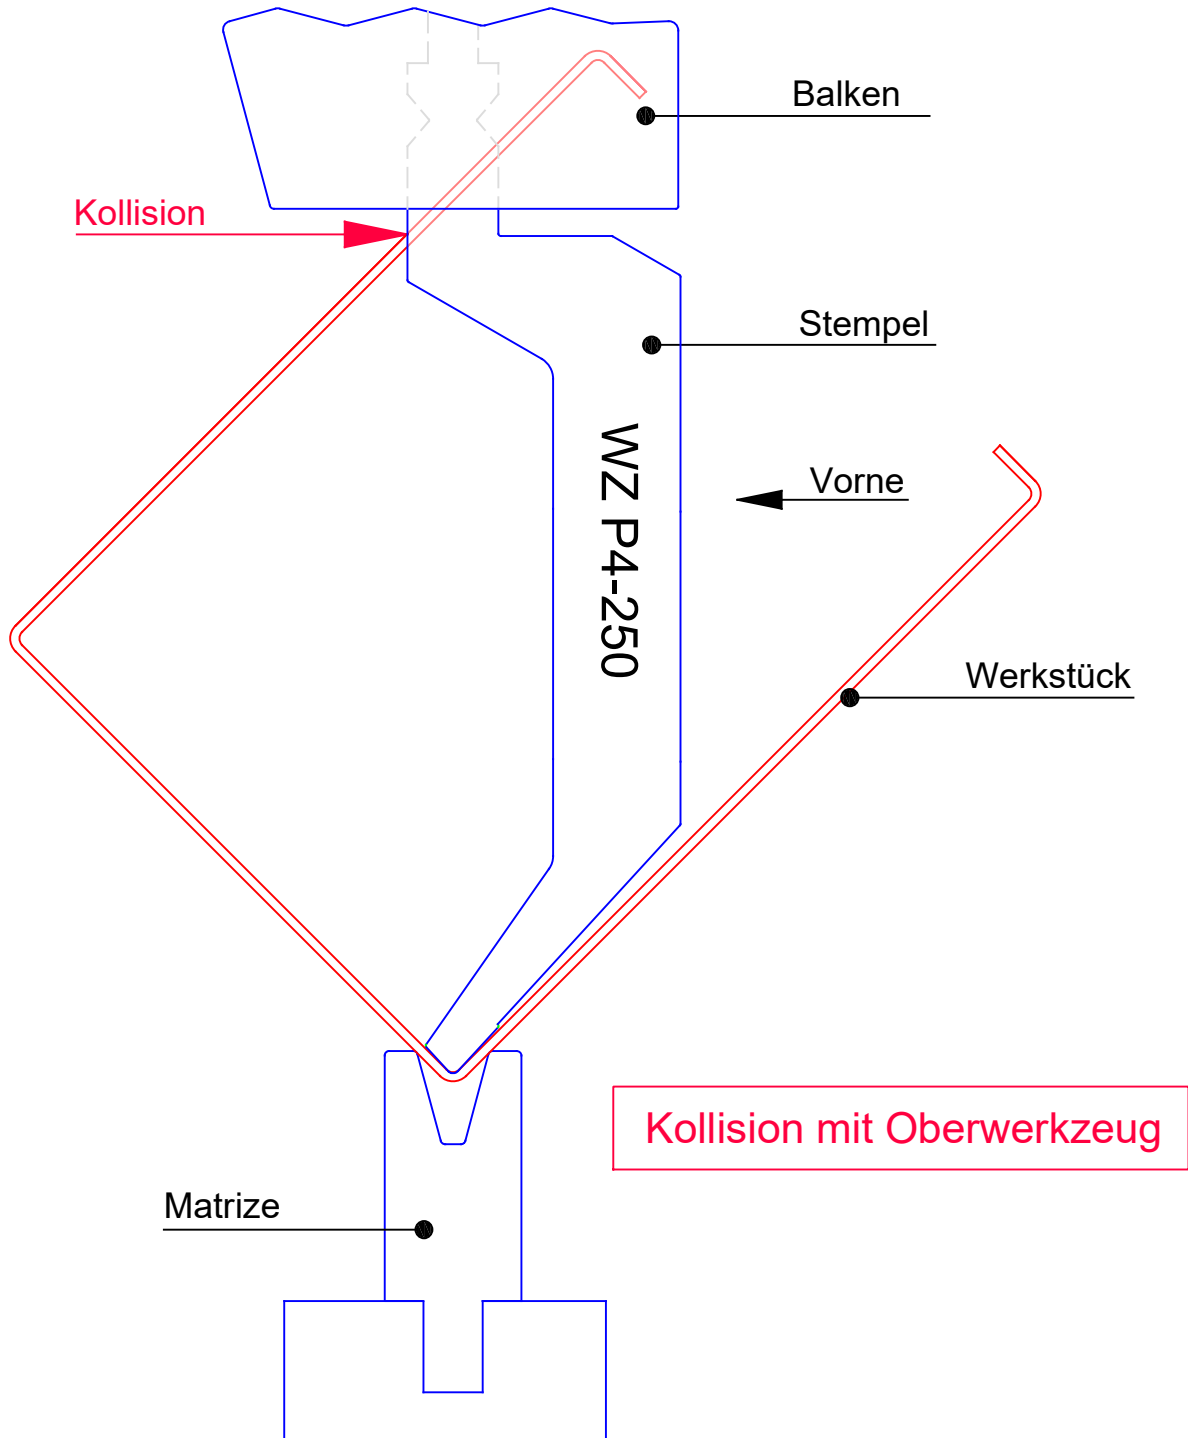 Balken
Kollision
Stempel
WZ P4-250
Vorne
Werkstück
Kollision mit Oberwerkzeug
Matrize